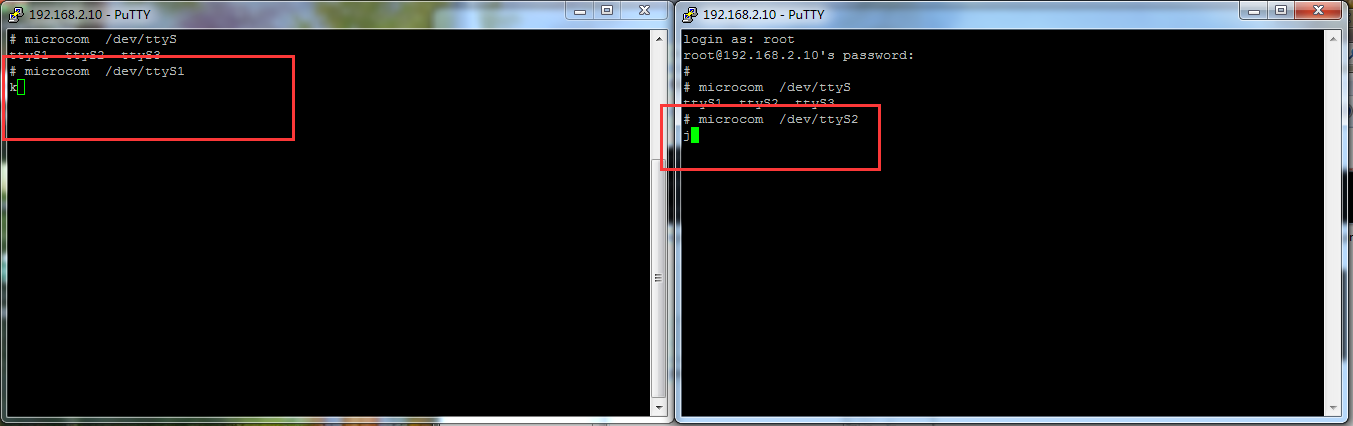 192.168.2.10 - PuTTY
# microcom  /dev/ttyS
ttyS1  ttyS2  ttyS3
# microcom  /dev/ttyS1
k
192.168.2.10 - PuTTY
login as: root
root@192.168.2.10's password:
#
# microcom  /dev/ttyS
ttyS1  ttyS2  ttyS3
# microcom  /dev/ttyS2
j